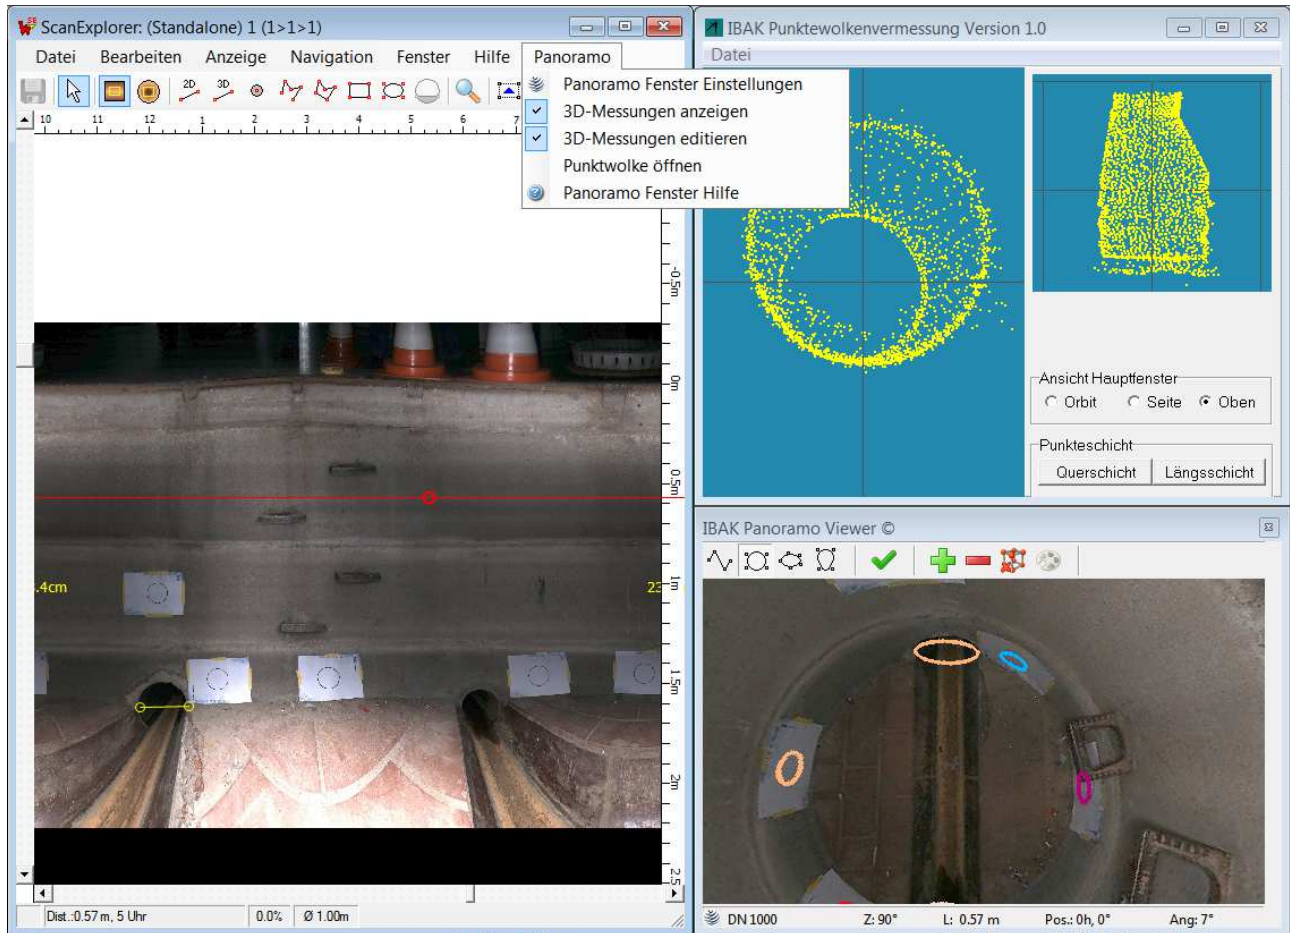 ScanExplorer: (Standalone) 1 (1>1>1)
Datei Bearbeiten Anzeige Navigation Fenster Hilfe Panoramo
2D 3D
Panoramo Fenster Einstellungen
3D-Messungen anzeigen
3D-Messungen editieren
Punktwolke öffnen
Panoramo Fenster Hilfe
10 11 12 1 2 3 4 5 6 7
-0.5m
0m
0.5m
1m
1.5m
2m
2.5
.4cm
23
Dist.:0.57 m, 5 Uhr 0.0% Ø 1.00m
IBAK Punktewolkenvermessung Version 1.0
Datei
Ansicht Hauptfenster
Orbit Seite Oben
Punkteschicht
Querschicht Längsschicht
IBAK Panoramo Viewer ©
DN 1000 Z: 90° L: 0.57 m Pos.: 0h, 0° Ang: 7°